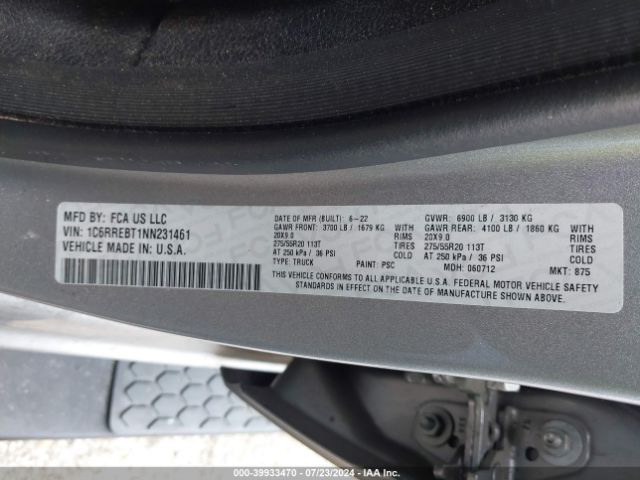 MFD BY: FCA US LLC
VIN: 1C6RREBT1NN231461
VEHICLE MADE IN: U.S.A.
DATE OF MFR (BUILT): 6-22 GVWR: 6900 LB / 3130 KG
GAWR FRONT: 3700 LB / 1679 KG WITH GAWR REAR: 4100 LB / 1860 KG WITH
20X9.0 RIMS 20X9.0 RIMS
275/55R20 113T TIRES 275/55R20 113T TIRES
AT 250 kPa / 36 PSI COLD AT 250 kPa / 36 PSI COLD
TYPE: TRUCK PAINT: PSC MDH: 060712 MKT: 875
THIS VEHICLE CONFORMS TO ALL APPLICABLE U.S.A. FEDERAL MOTOR VEHICLE SAFETY
STANDARDS IN EFFECT ON THE DATE OF MANUFACTURE SHOWN ABOVE.
000-39933470 - 07/23/2024 - IAA Inc.